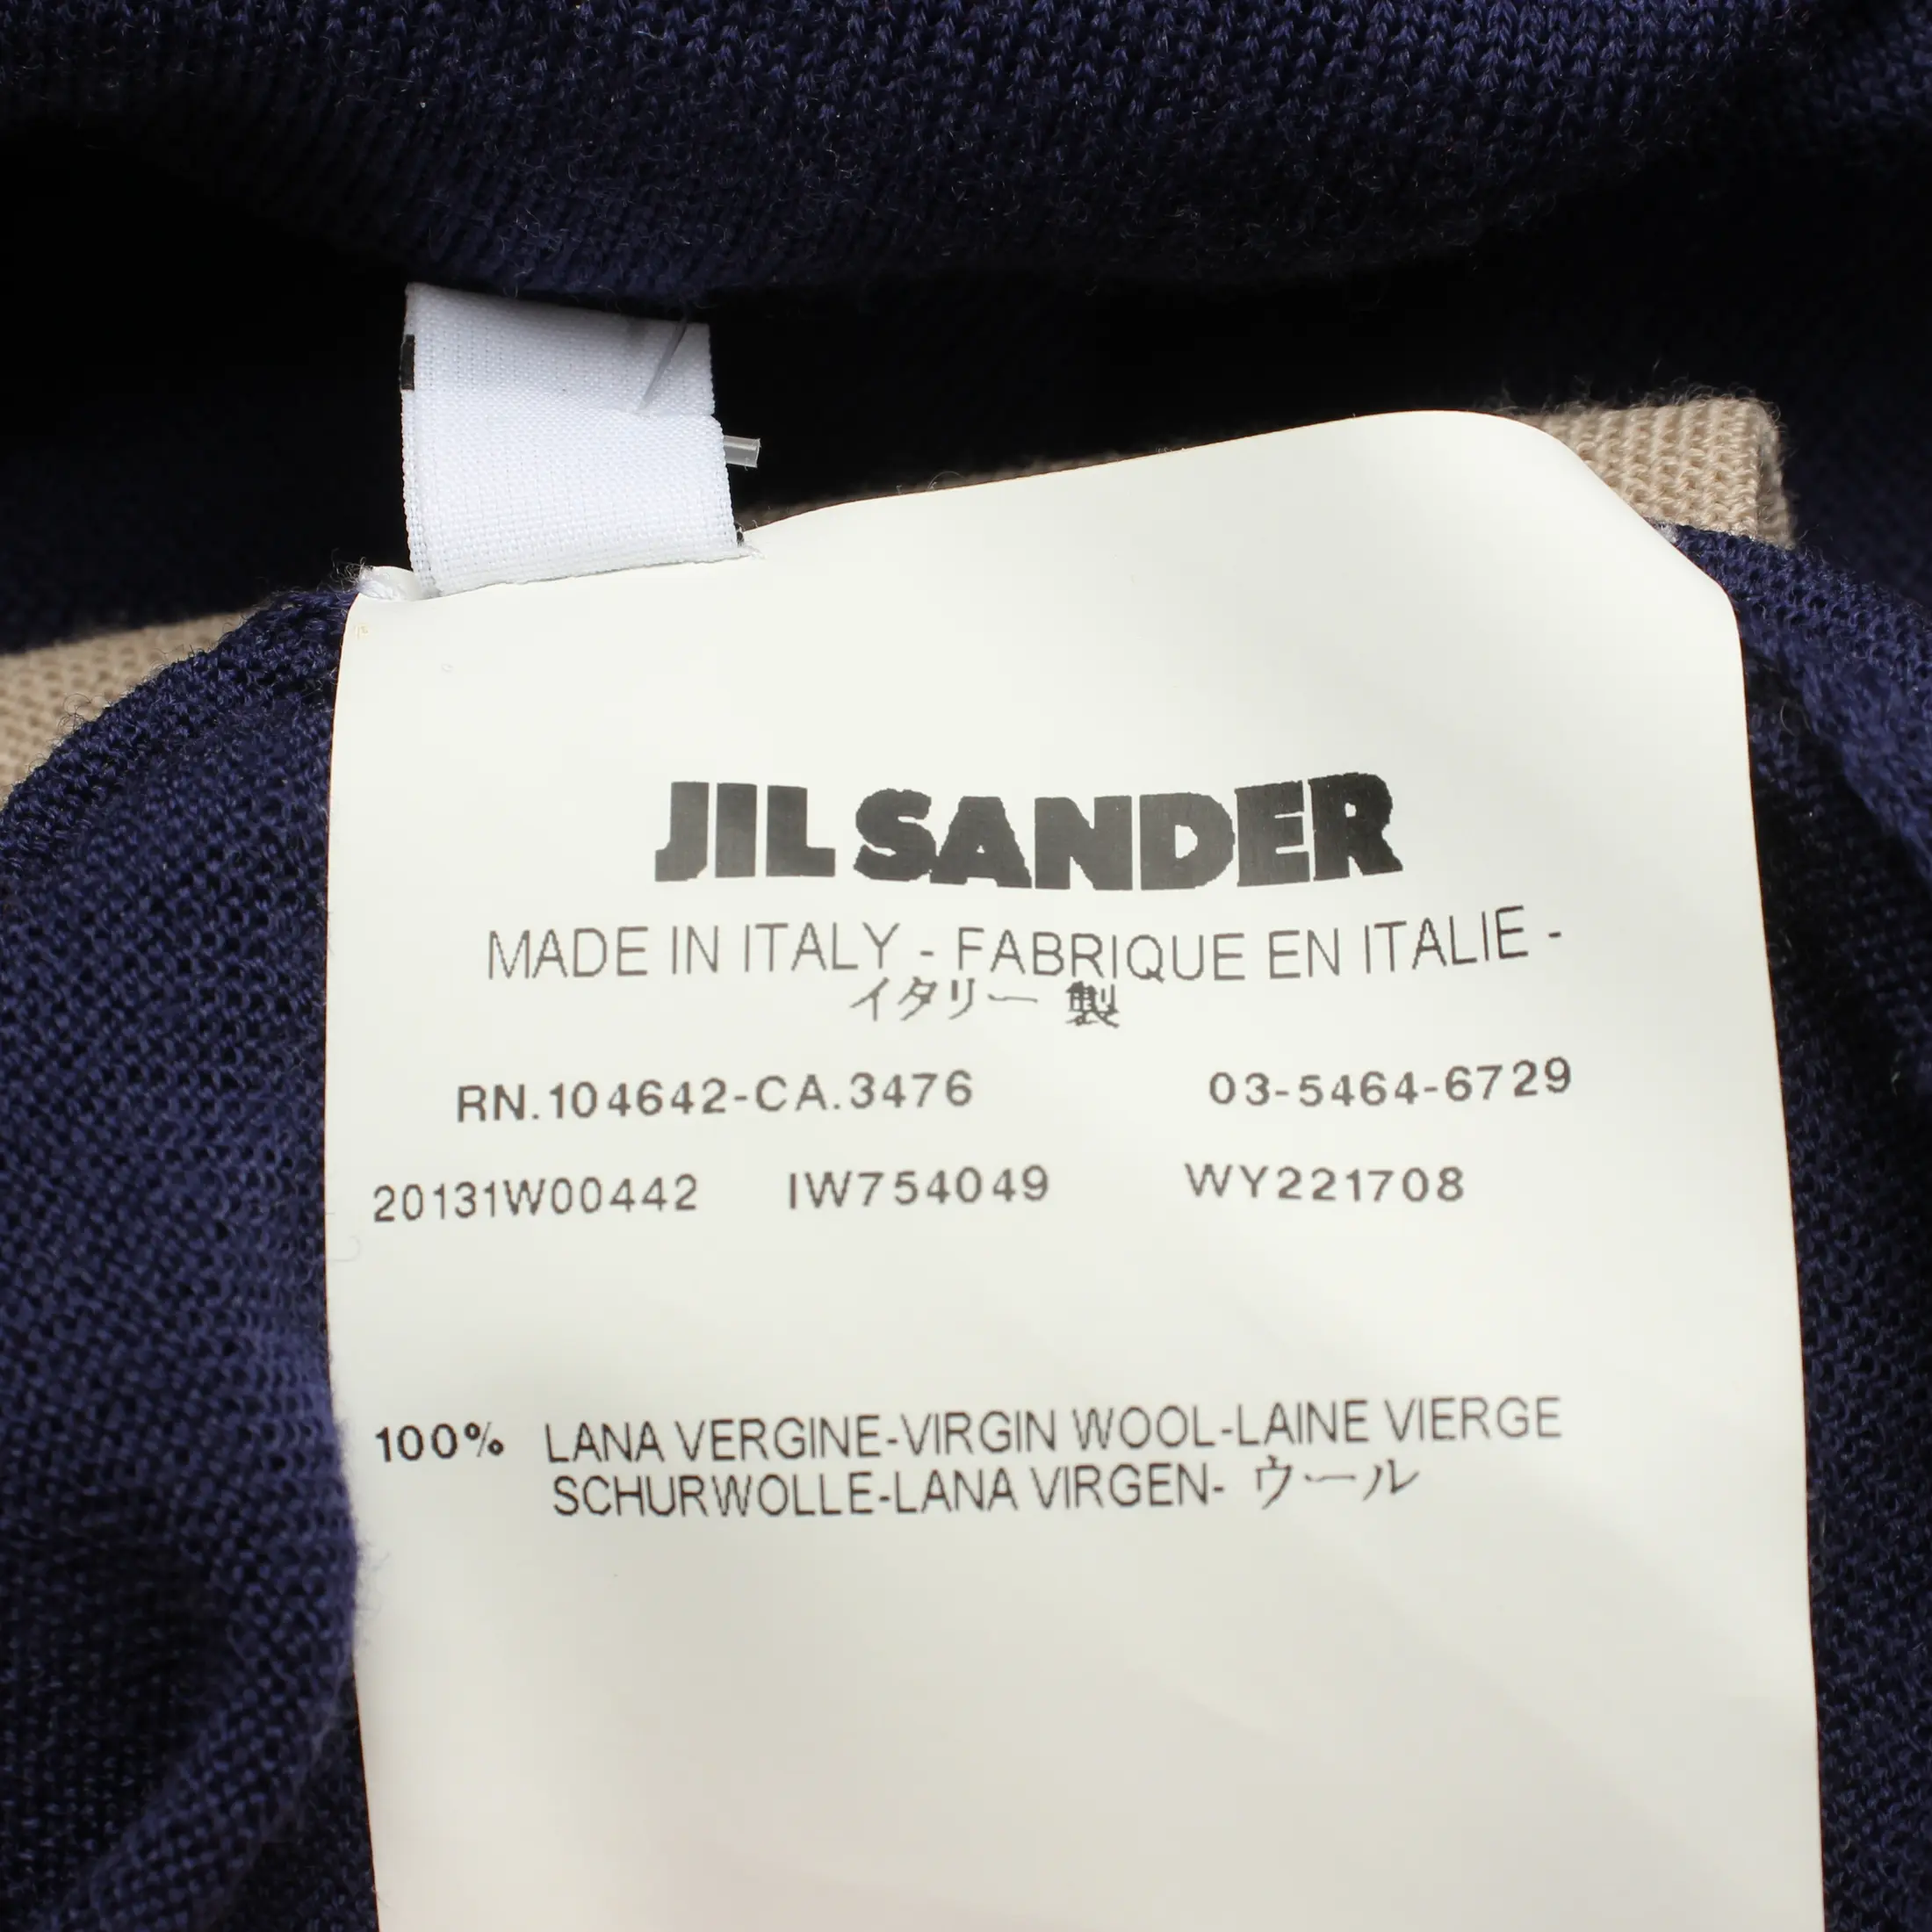 JIL SANDER
MADE IN ITALY - FABRIQUE EN ITALIE -
イタリー 製
RN.104642-CA.3476 03-5464-6729
20131W00442 IW754049 WY221708
100% LANA VERGINE-VIRGIN WOOL-LAINE VIERGE
SCHURWOLLE-LANA VIRGEN- ウール